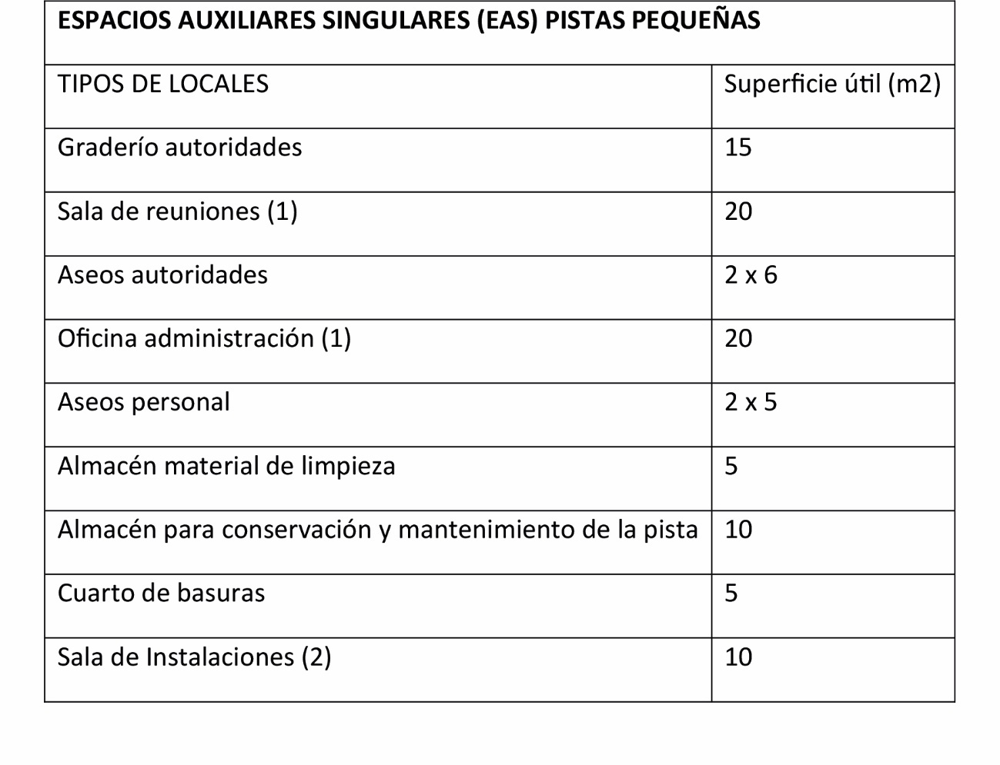 ESPACIOS AUXILIARES SINGULARES (EAS) PISTAS PEQUEÑAS
TIPOS DE LOCALES Superficie útil (m2)
Graderío autoridades 15
Sala de reuniones (1) 20
Aseos autoridades 2 x 6
Oficina administración (1) 20
Aseos personal 2 x 5
Almacén material de limpieza 5
Almacén para conservación y mantenimiento de la pista 10
Cuarto de basuras 5
Sala de Instalaciones (2) 10